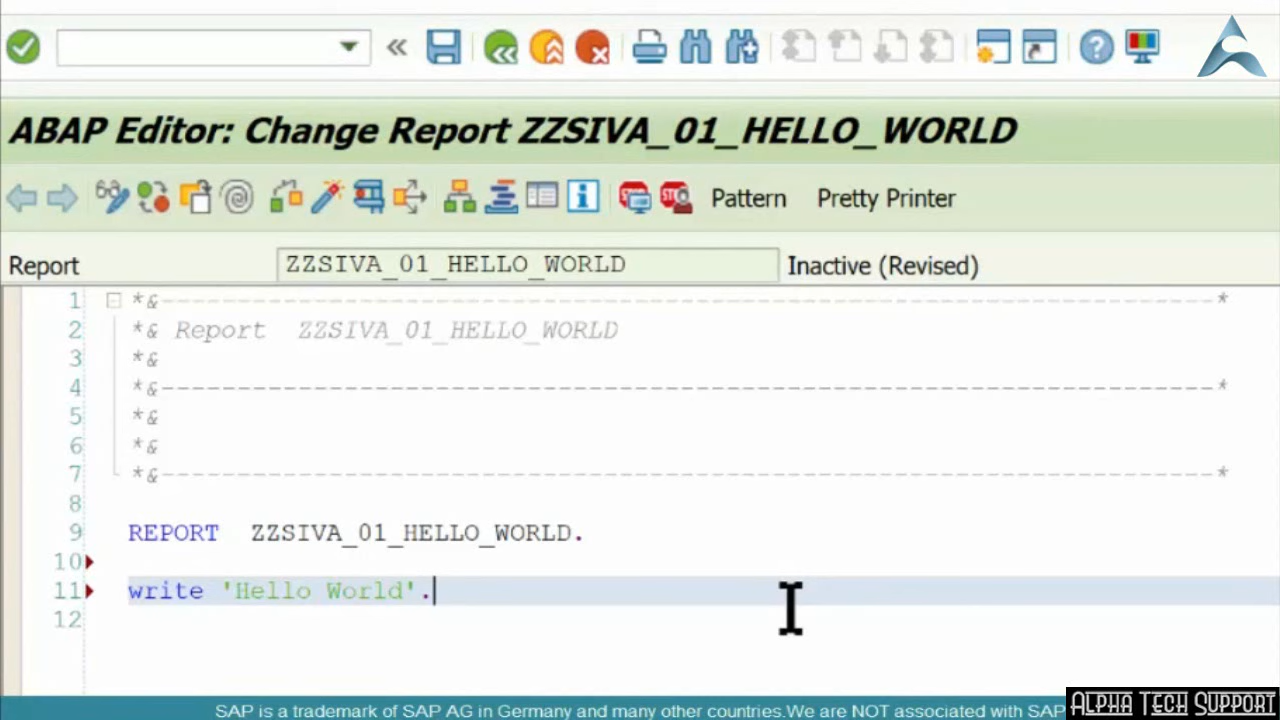 ABAP Editor: Change Report ZZSIVA_01_HELLO_WORLD
Pattern Pretty Printer
Report ZZSIVA_01_HELLO_WORLD Inactive (Revised)
1 *&---------------------------------------------------------------------*
2 *& Report  ZZSIVA_01_HELLO_WORLD
3 *&
4 *&---------------------------------------------------------------------*
5 *&
6 *&
7 *&---------------------------------------------------------------------*
8
9 REPORT  ZZSIVA_01_HELLO_WORLD.
10
11 write 'Hello World'.
12
SAP is a trademark of SAP AG in Germany and many other countries.We are NOT associated with SAP
Alpha Tech Support